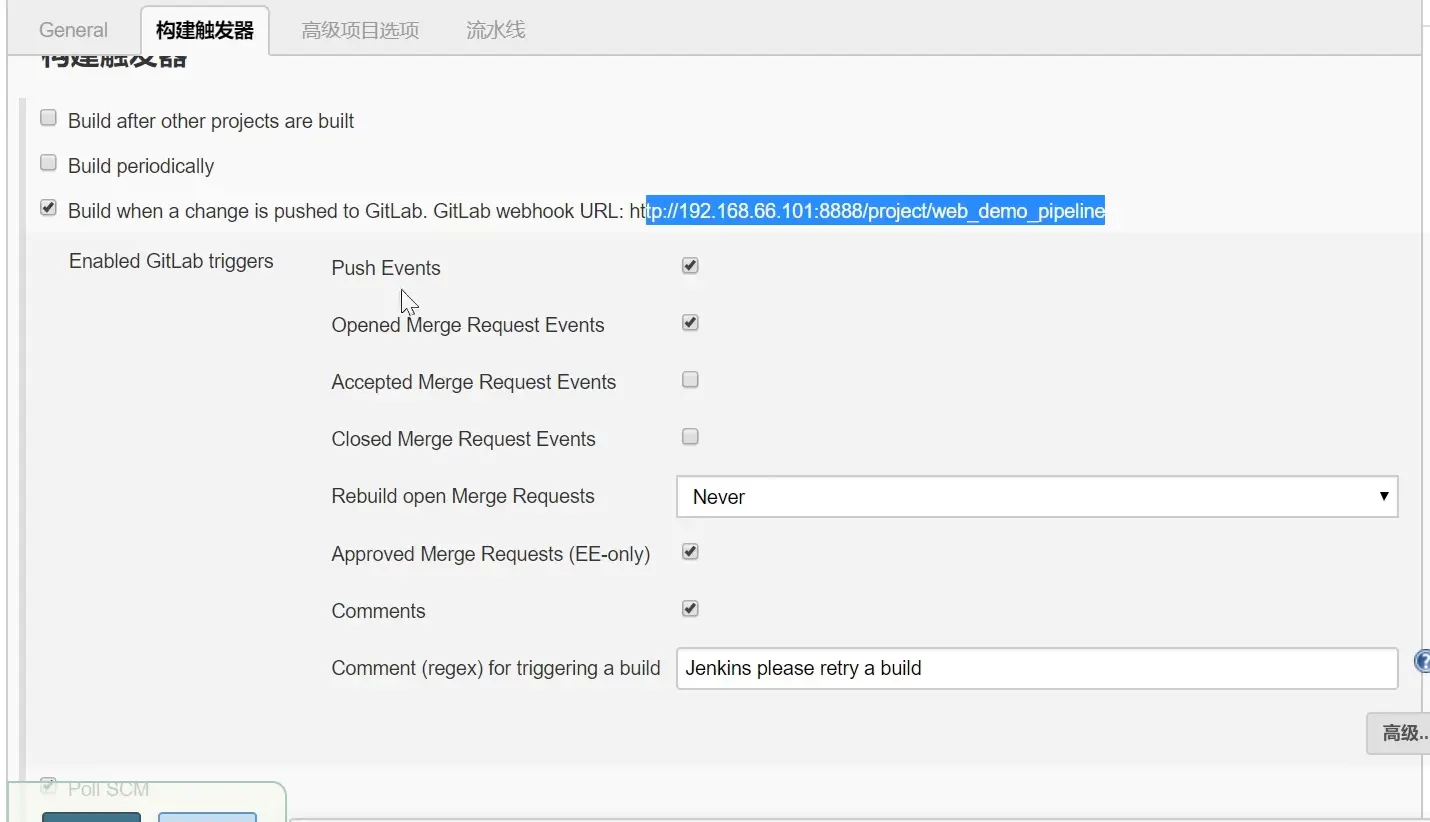 General 构建触发器 高级项目选项 流水线
构建触发器
Build after other projects are built
Build periodically
Build when a change is pushed to GitLab. GitLab webhook URL: http://192.168.66.101:8888/project/web_demo_pipeline
Enabled GitLab triggers
Push Events
Opened Merge Request Events
Accepted Merge Request Events
Closed Merge Request Events
Rebuild open Merge Requests Never
Approved Merge Requests (EE-only)
Comments
Comment (regex) for triggering a build Jenkins please retry a build
高级..
Poll SCM